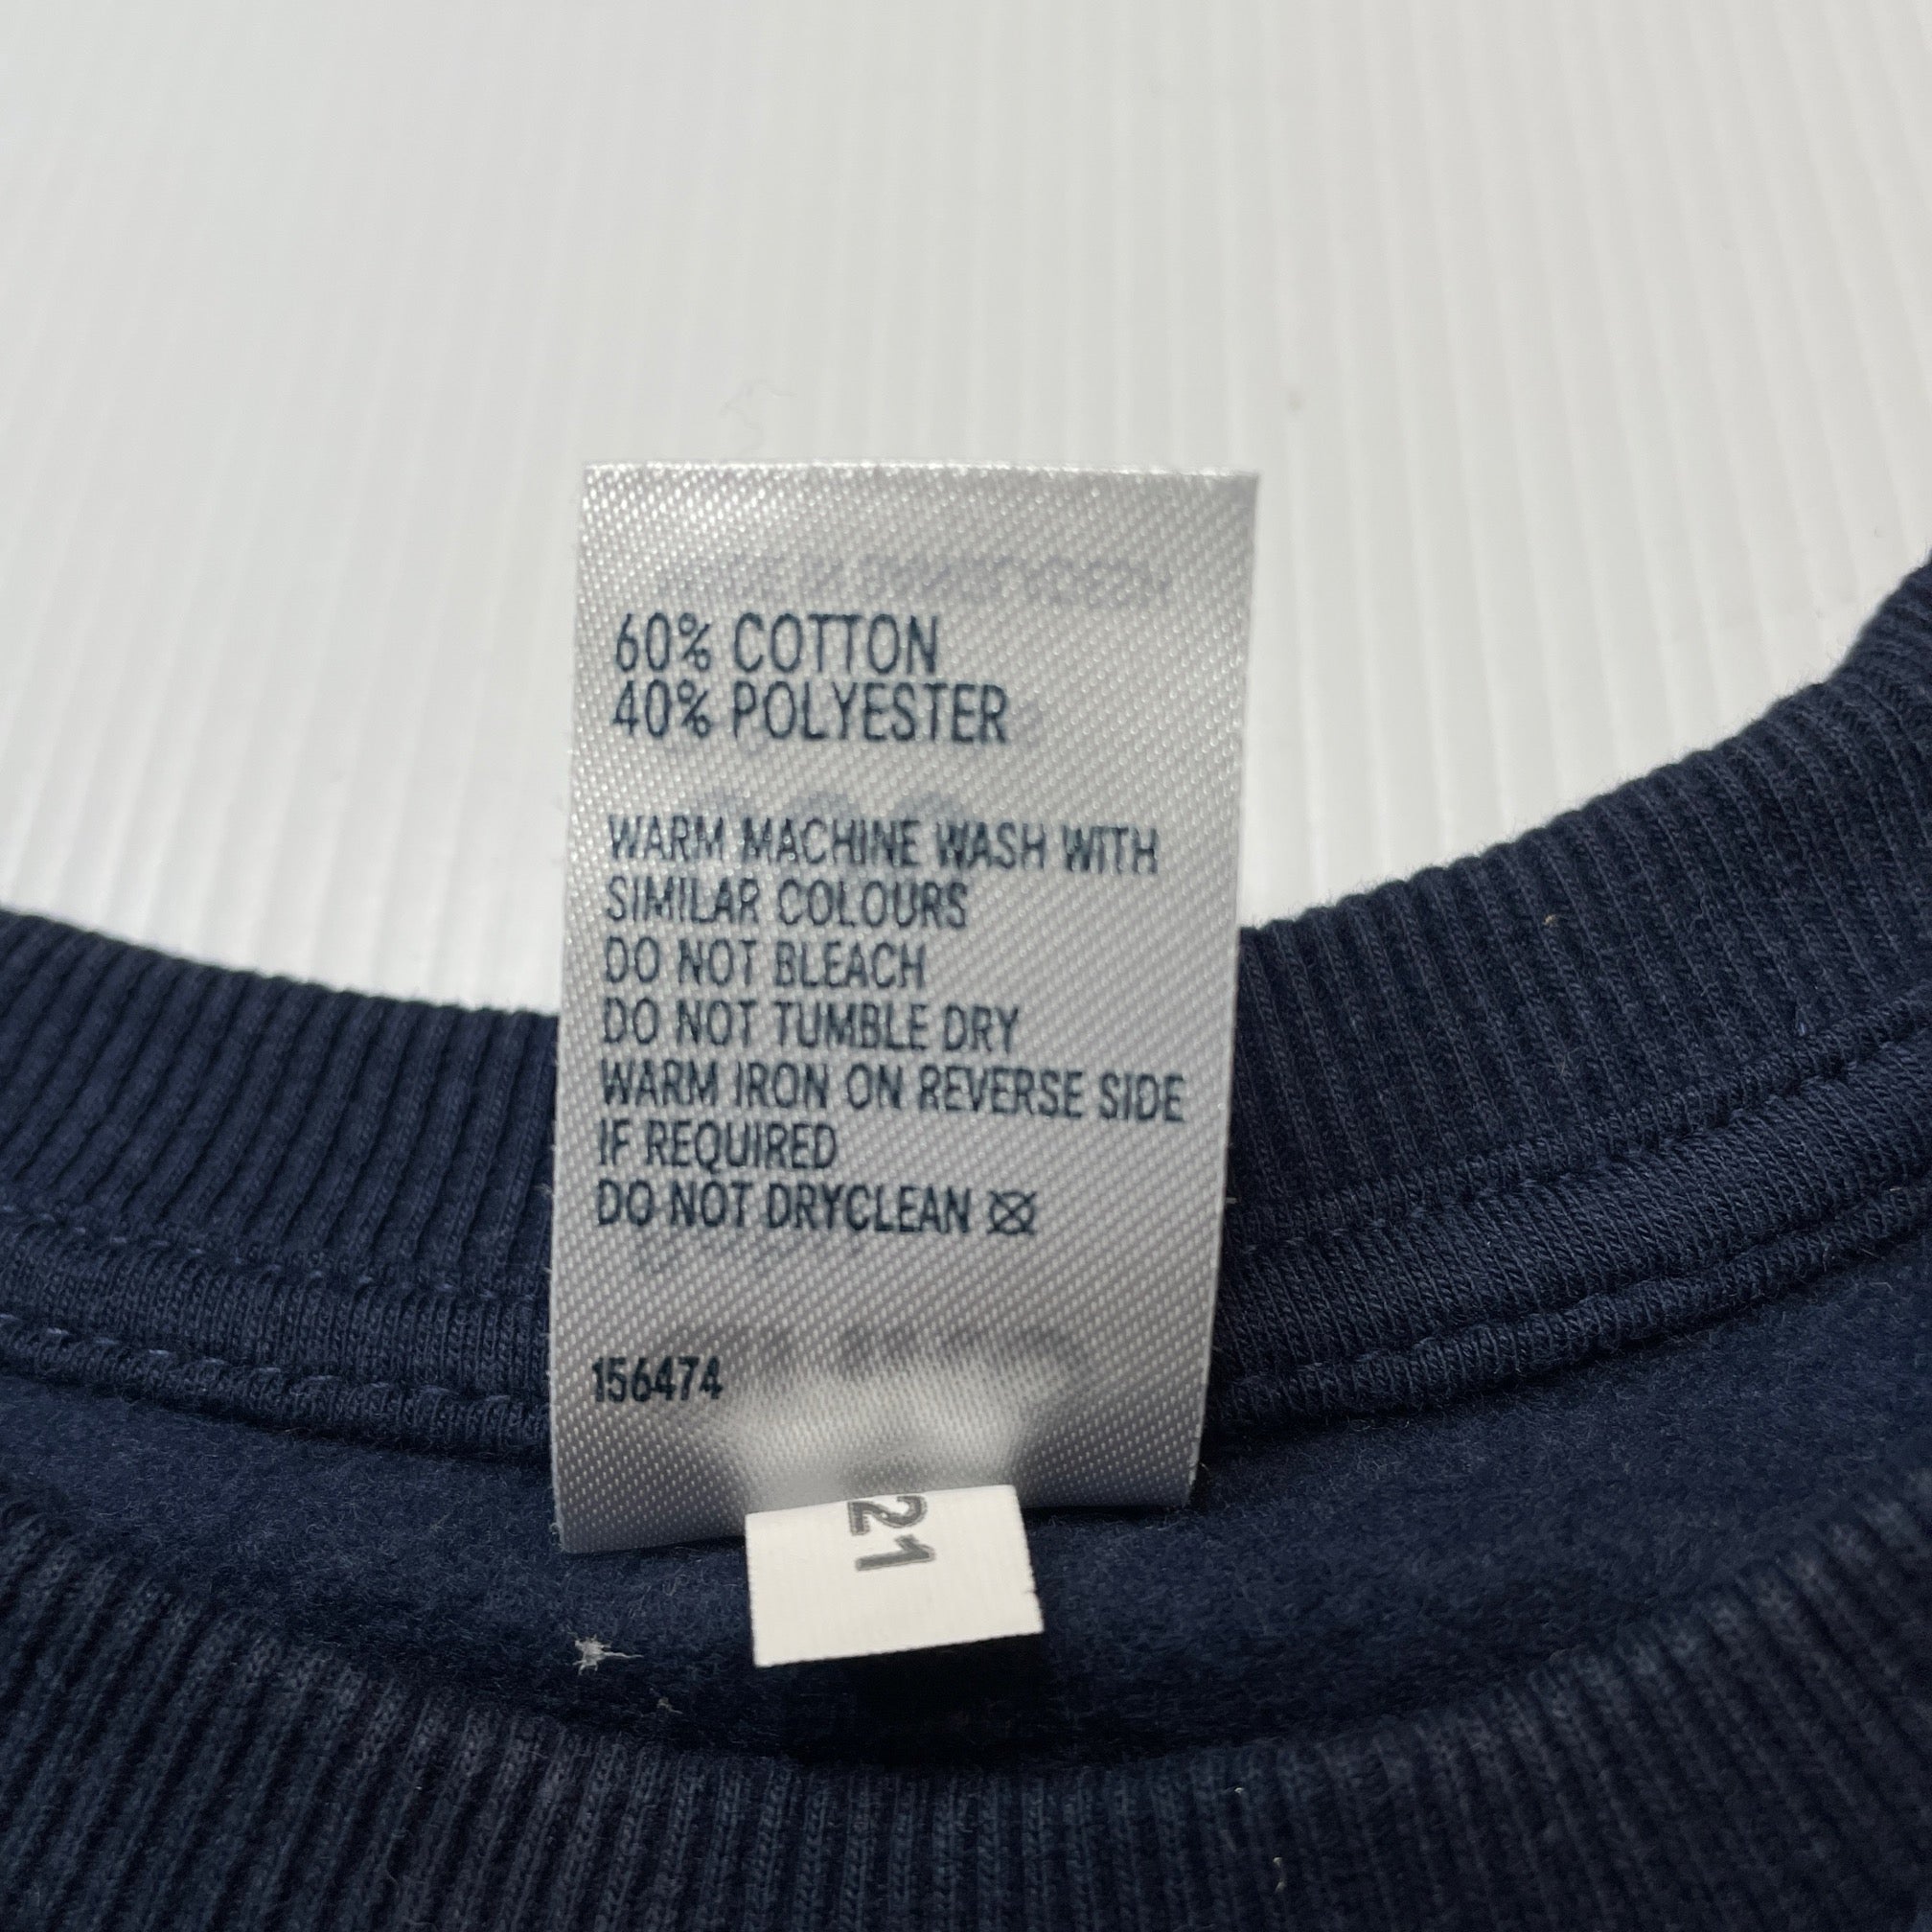 60% COTTON
40% POLYESTER
WARM MACHINE WASH WITH
SIMILAR COLOURS
DO NOT BLEACH
DO NOT TUMBLE DRY
WARM IRON ON REVERSE SIDE
IF REQUIRED
DO NOT DRYCLEAN
156474
21